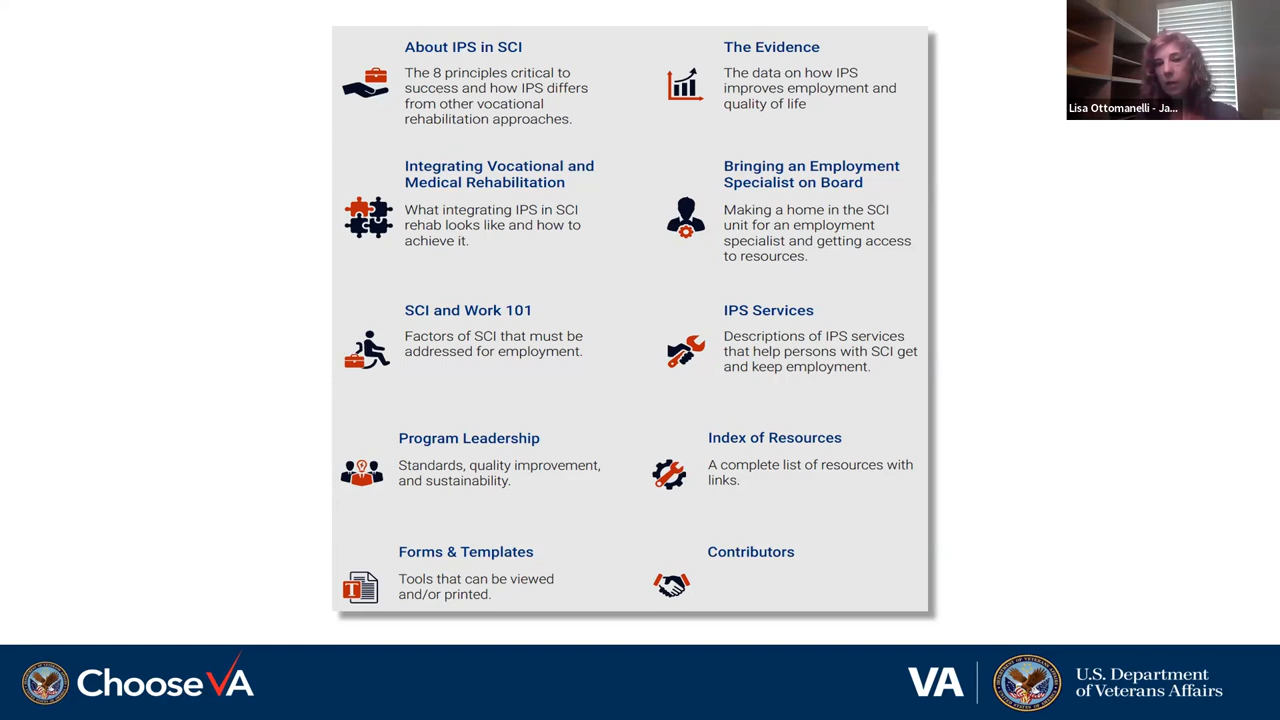 About IPS in SCI
The 8 principles critical to
success and how IPS differs
from other vocational
rehabilitation approaches.
The Evidence
The data on how IPS
improves employment and
quality of life
Integrating Vocational and
Medical Rehabilitation
What integrating IPS in SCI
rehab looks like and how to
achieve it.
Bringing an Employment
Specialist on Board
Making a home in the SCI
unit for an employment
specialist and getting access
to resources.
SCI and Work 101
Factors of SCI that must be
addressed for employment.
IPS Services
Descriptions of IPS services
that help persons with SCI get
and keep employment.
Program Leadership
Standards, quality improvement,
and sustainability.
Index of Resources
A complete list of resources with
links.
Forms & Templates
Tools that can be viewed
and/or printed.
T
Contributors
Lisa Ottomanelli - Ja...
Choose VA
VA
U.S. Department
of Veterans Affairs